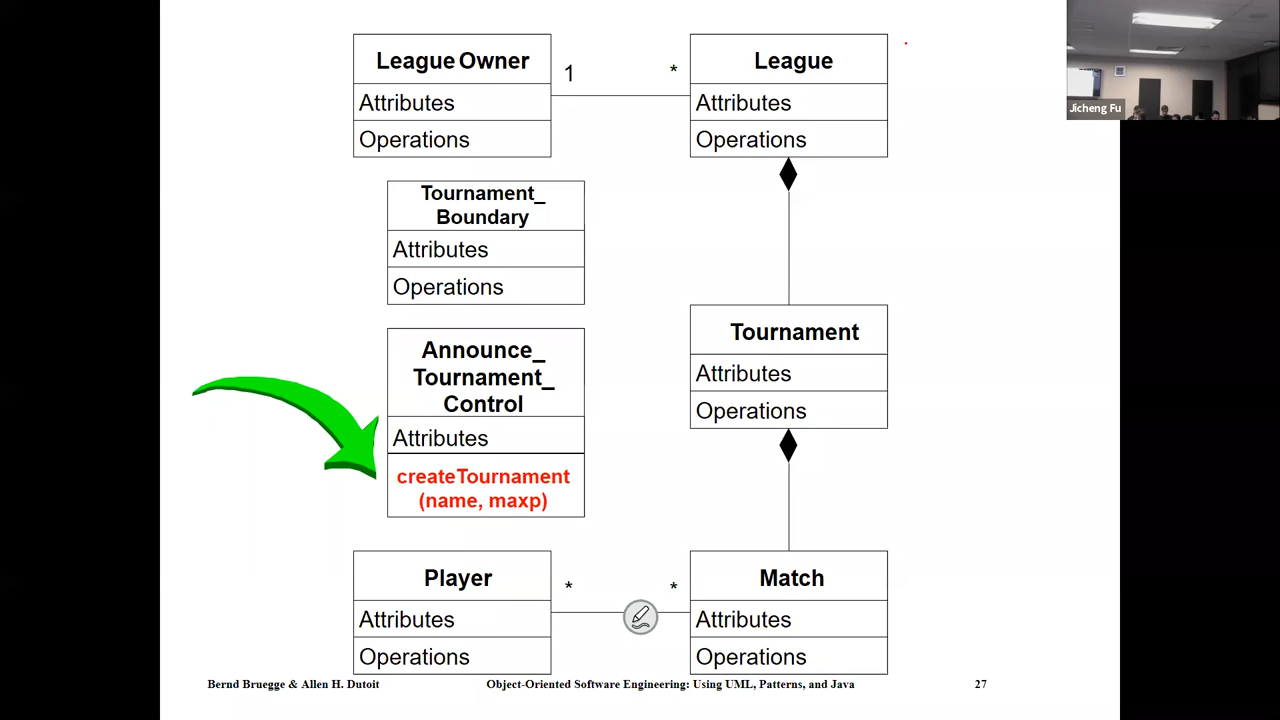 League Owner
Attributes
Operations
1
*
League
Attributes
Operations
Jicheng Fu
Tournament_
Boundary
Attributes
Operations
Announce_
Tournament_
Control
Attributes
createTournament
(name, maxp)
Tournament
Attributes
Operations
Player
Attributes
Operations
*
*
Match
Attributes
Operations
Bernd Bruegge & Allen H. Dutoit
Object-Oriented Software Engineering: Using UML, Patterns, and Java
27